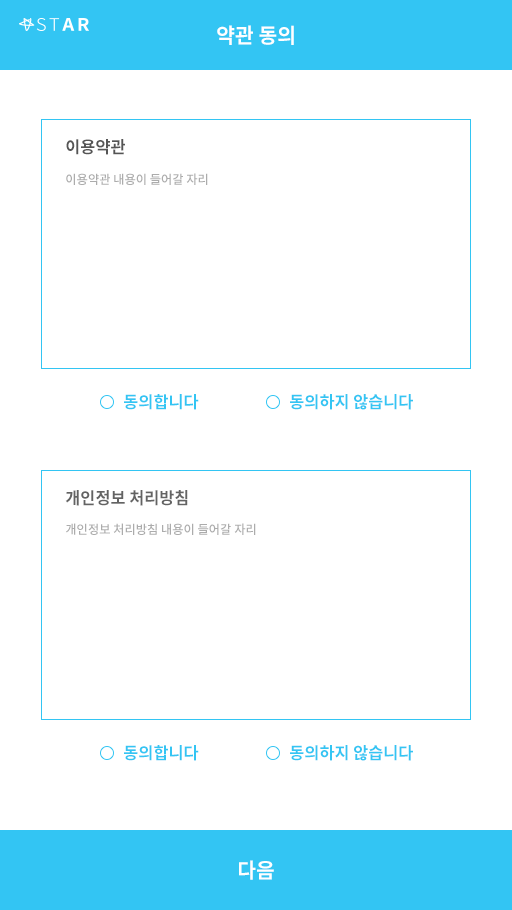 STAR
약관 동의
이용약관
이용약관 내용이 들어갈 자리
동의합니다 동의하지 않습니다
개인정보 처리방침
개인정보 처리방침 내용이 들어갈 자리
동의합니다 동의하지 않습니다
다음